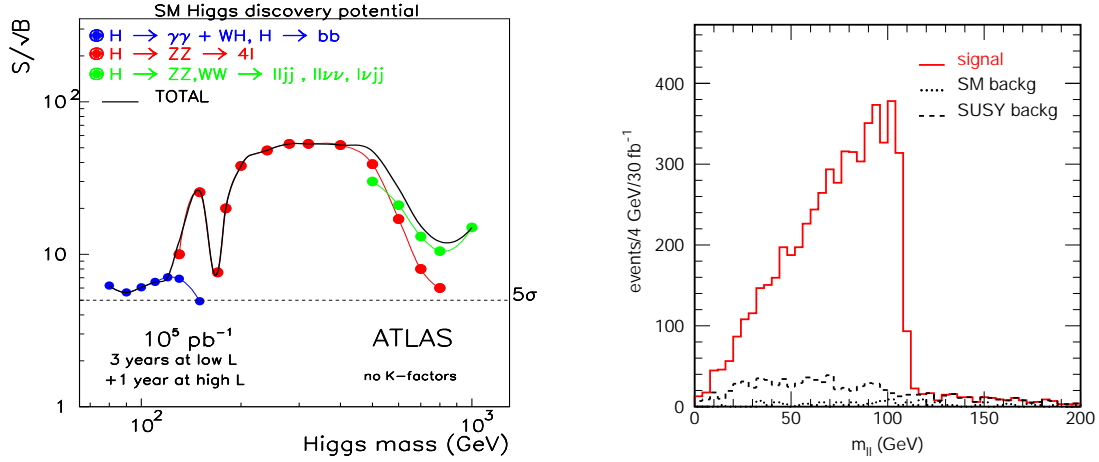 SM Higgs discovery potential
S/√B
H → γγ + WH, H → bb
H → ZZ → 4l
H → ZZ,WW → lljj , llνν, lνjj
TOTAL
10²
10
1
5σ
10⁵ pb⁻¹
3 years at low L
+1 year at high L
ATLAS
no K-factors
10²
10³
Higgs mass (GeV)
events/4 GeV/30 fb⁻¹
signal
SM backg
SUSY backg
400
300
200
100
0
0
50
100
150
200
m_ll (GeV)